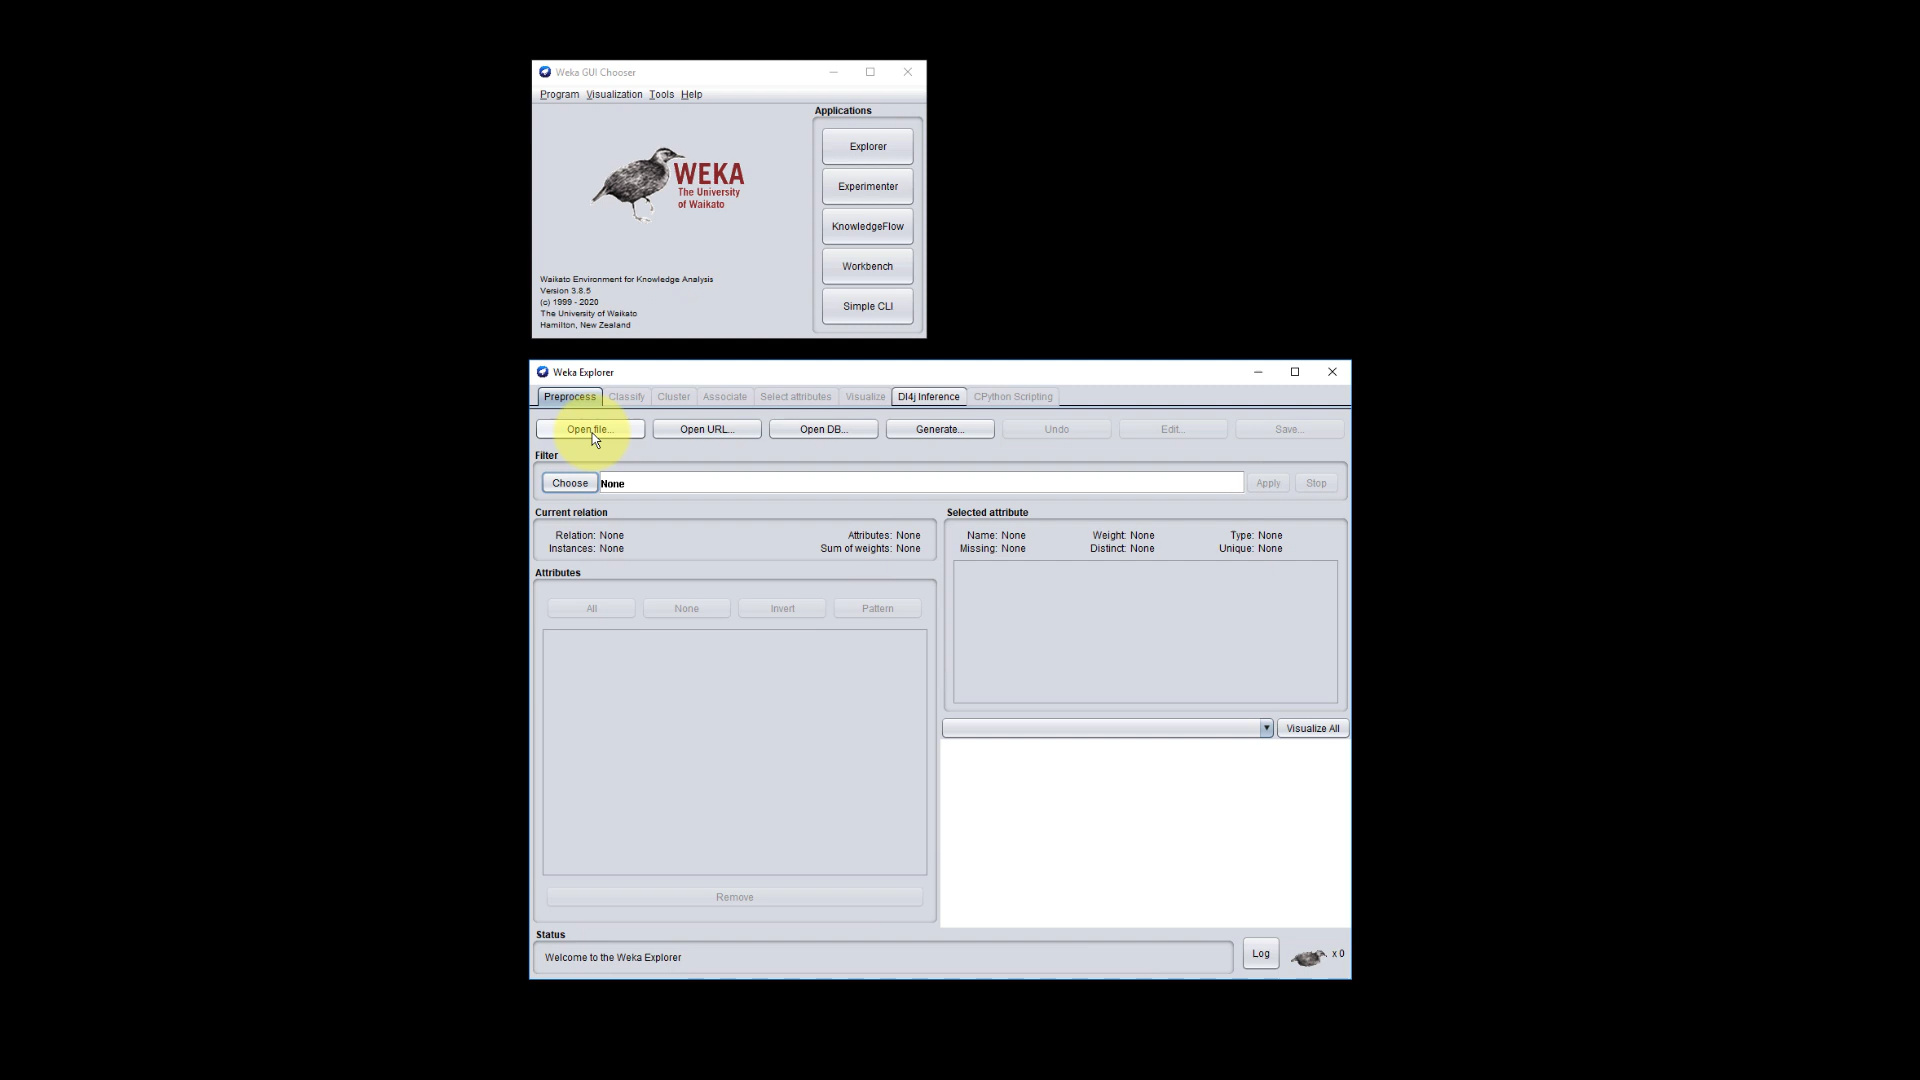 Weka GUI Chooser
Program Visualization Tools Help
Applications
Explorer
WEKA
The University
of Waikato
Experimenter
KnowledgeFlow
Workbench
Simple CLI
Waikato Environment for Knowledge Analysis
Version 3.8.5
(c) 1999 - 2020
The University of Waikato
Hamilton, New Zealand
Weka Explorer
Preprocess Classify Cluster Associate Select attributes Visualize Dl4j Inference CPython Scripting
Open file... Open URL... Open DB... Generate... Undo Edit... Save...
Filter
Choose None Apply Stop
Current relation
Relation: None Attributes: None
Instances: None Sum of weights: None
Selected attribute
Name: None Weight: None Type: None
Missing: None Distinct: None Unique: None
Attributes
All None Invert Pattern
Visualize All
Remove
Status
Welcome to the Weka Explorer
Log x 0